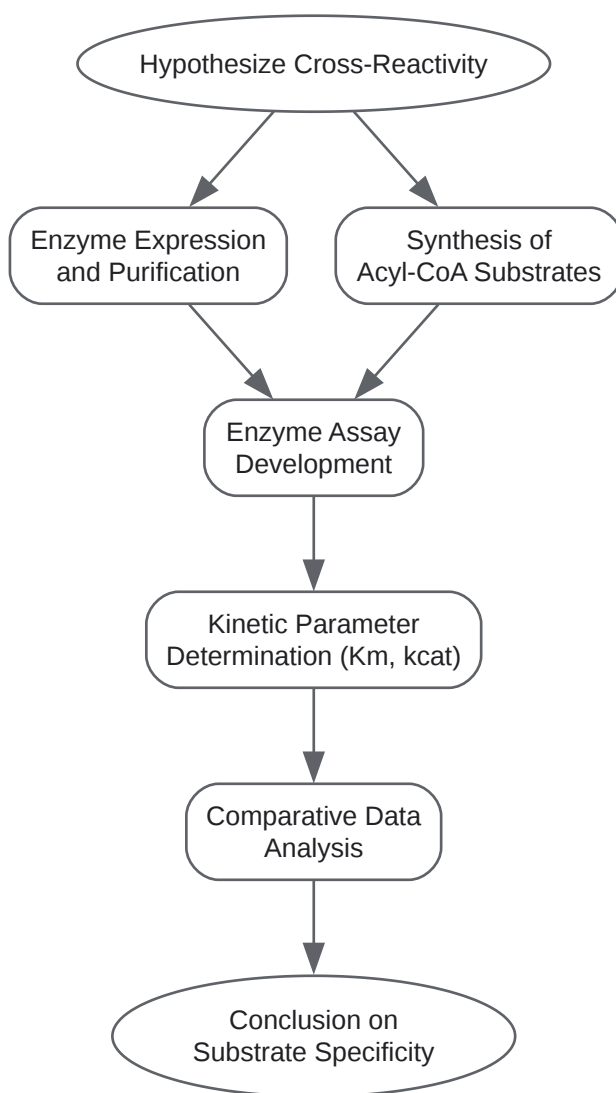 Hypothesize Cross-Reactivity
Enzyme Expression
and Purification
Synthesis of
Acyl-CoA Substrates
Enzyme Assay
Development
Kinetic Parameter
Determination (Km, kcat)
Comparative Data
Analysis
Conclusion on
Substrate Specificity